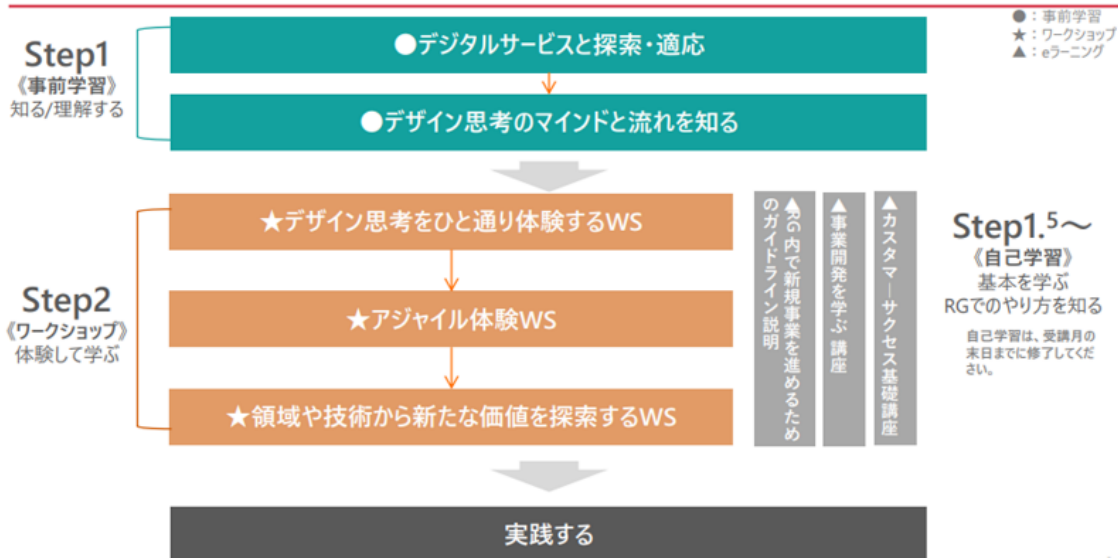 ●：事前学習
★：ワークショップ
▲：eラーニング
Step1
《事前学習》
知る/理解する
●デジタルサービスと探索・適応
●デザイン思考のマインドと流れを知る
Step2
《ワークショップ》
体験して学ぶ
★デザイン思考をひと通り体験するWS
★アジャイル体験WS
★領域や技術から新たな価値を探索するWS
▲RG 内で新規事業を進めるため
のガイドライン説明
▲事業開発を学ぶ 講座
▲カスタマーサクセス基礎講座
Step1.5～
《自己学習》
基本を学ぶ
RGでのやり方を知る
自己学習は、受講月の
末日までに修了してくだ
さい。
実践する